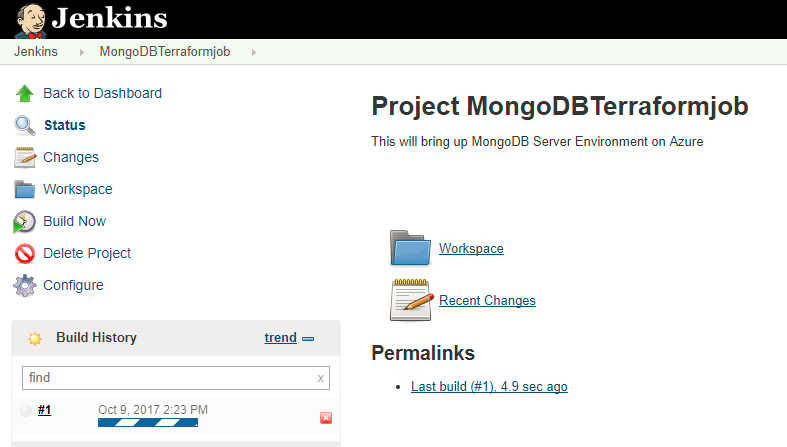 Jenkins
Jenkins MongoDBTerraformjob
Back to Dashboard
Status
Changes
Workspace
Build Now
Delete Project
Configure
Build History trend
find x
#1 Oct 9, 2017 2:23 PM
Project MongoDBTerraformjob
This will bring up MongoDB Server Environment on Azure
Workspace
Recent Changes
Permalinks
Last build (#1), 4.9 sec ago